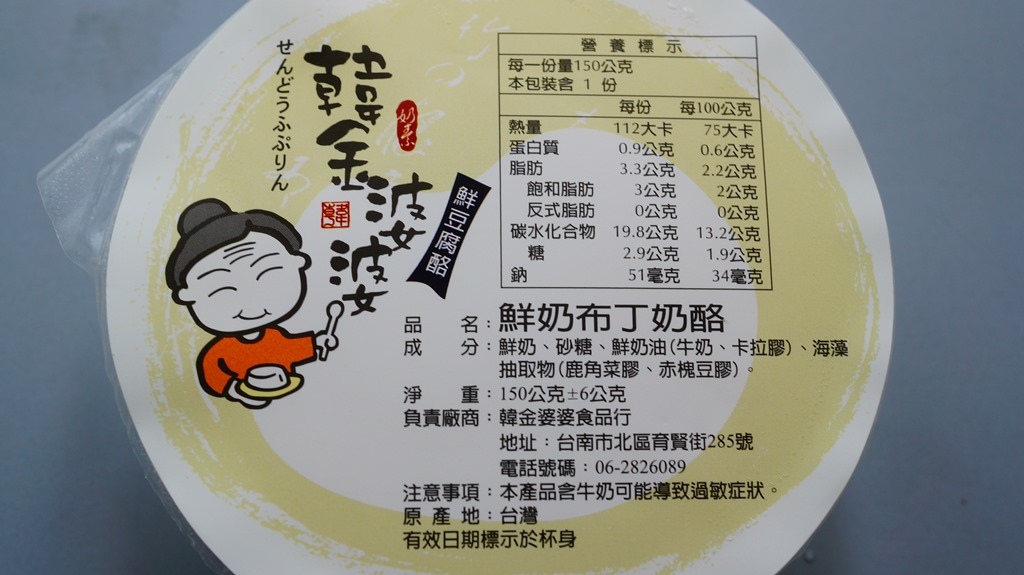 せんどうふぷりん
韓金婆婆
奶素
鮮豆腐酪
營養標示
每一份量150公克
本包裝含 1 份
每份 每100公克
熱量 112大卡 75大卡
蛋白質 0.9公克 0.6公克
脂肪 3.3公克 2.2公克
飽和脂肪 3公克 2公克
反式脂肪 0公克 0公克
碳水化合物 19.8公克 13.2公克
糖 2.9公克 1.9公克
鈉 51毫克 34毫克
品 名：鮮奶布丁奶酪
成 分：鮮奶、砂糖、鮮奶油(牛奶、卡拉膠)、海藻
抽取物(鹿角菜膠、赤槐豆膠)。
淨 重：150公克±6公克
負責廠商：韓金婆婆食品行
地址：台南市北區育賢街285號
電話號碼：06-2826089
注意事項：本產品含牛奶可能導致過敏症狀。
原 產 地：台灣
有效日期標示於杯身